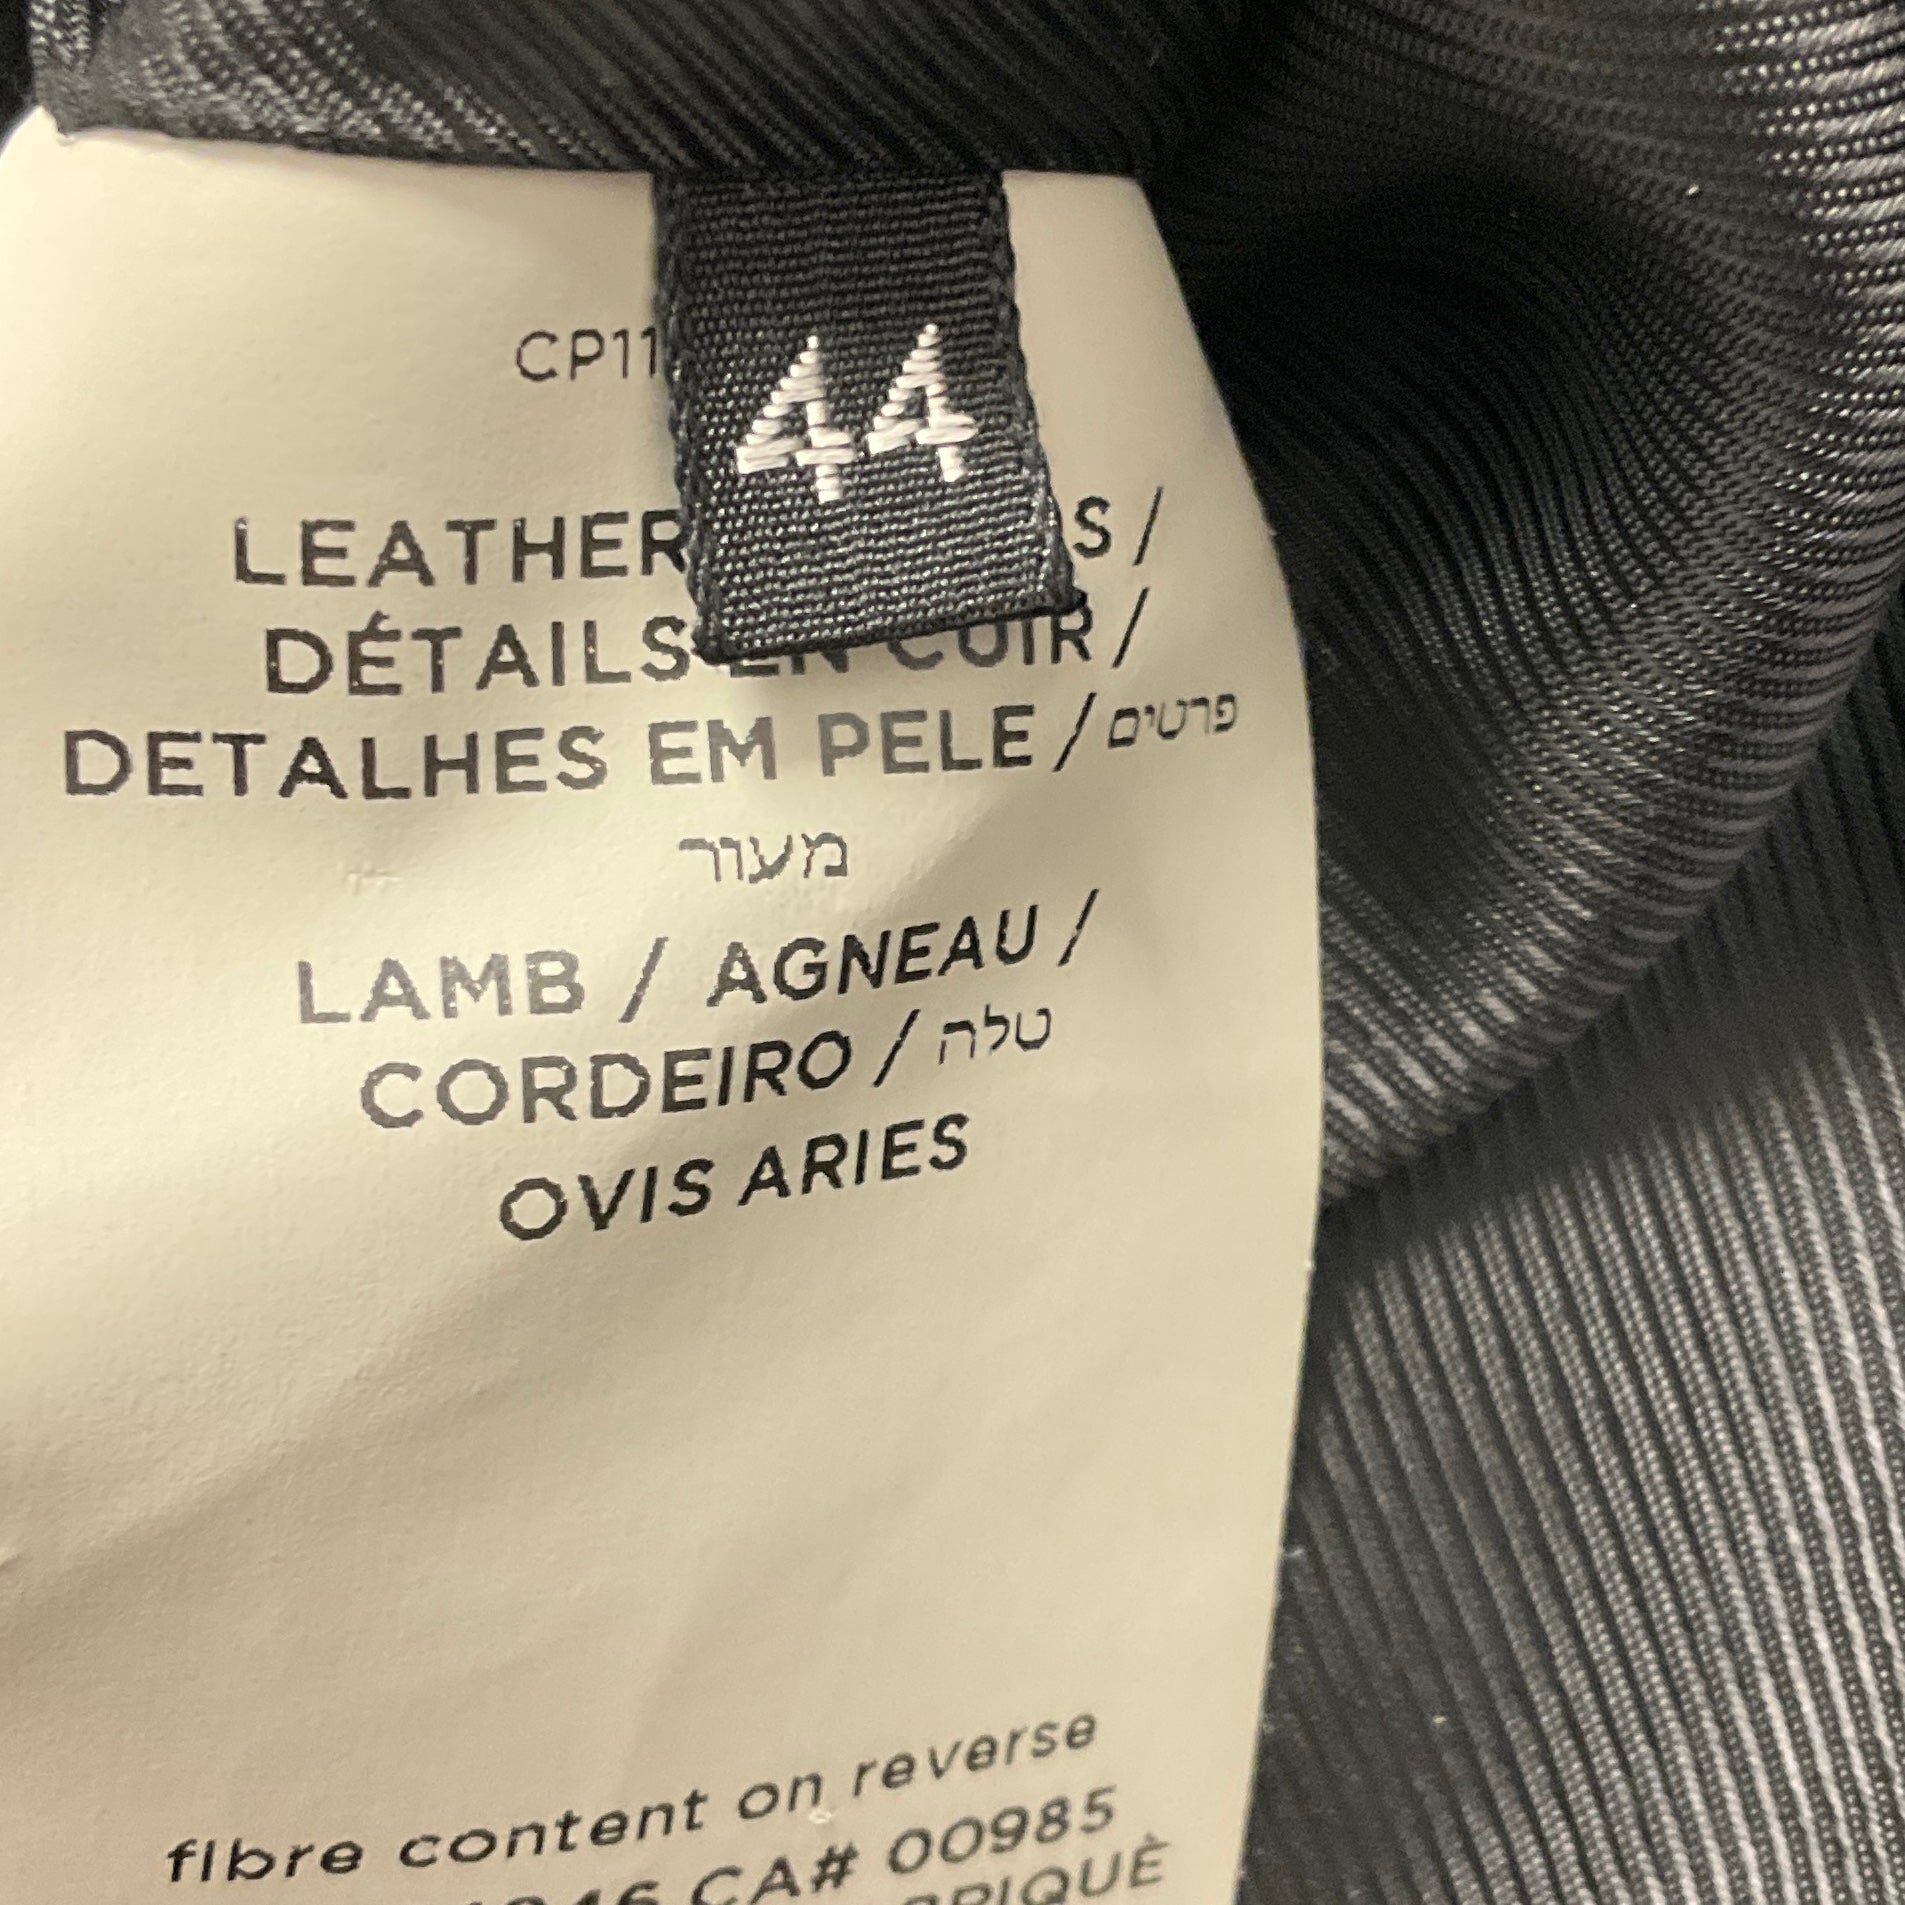 44
CP11
LEATHER S /
DÉTAILS EN CUIR /
DETALHES EM PELE / פרטים
מעור
LAMB / AGNEAU /
CORDEIRO / טלה
OVIS ARIES
fibre content on reverse
CA# 00985